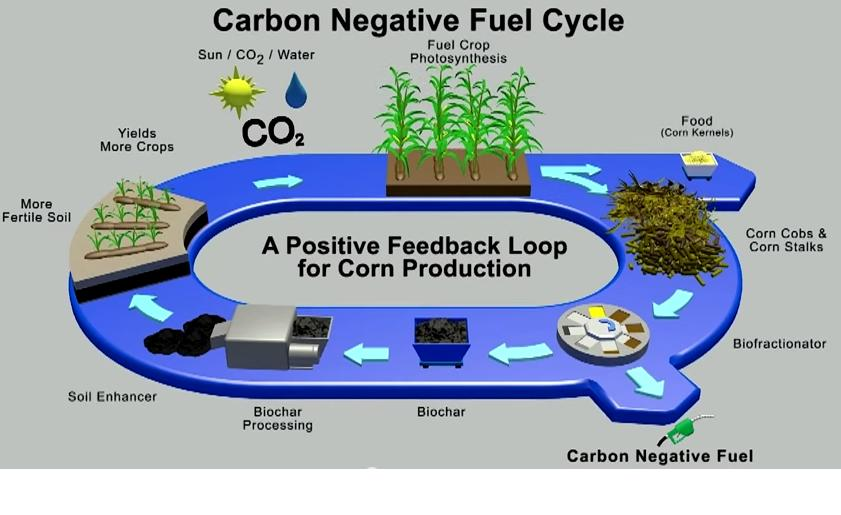 Carbon Negative Fuel Cycle
Sun / CO₂ / Water
Fuel Crop
Photosynthesis
CO₂
Food
(Corn Kernels)
Yields
More Crops
More
Fertile Soil
A Positive Feedback Loop
for Corn Production
Corn Cobs &
Corn Stalks
Biofractionator
Soil Enhancer
Biochar
Processing
Biochar
Carbon Negative Fuel